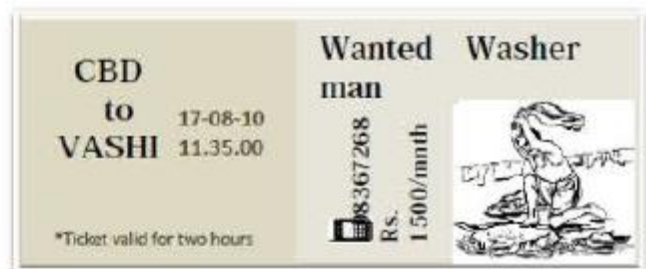 CBD
to
VASHI
17-08-10
11.35.00
*Ticket valid for two hours
Wanted Washer
man
98367268
Rs.
1500/mnth